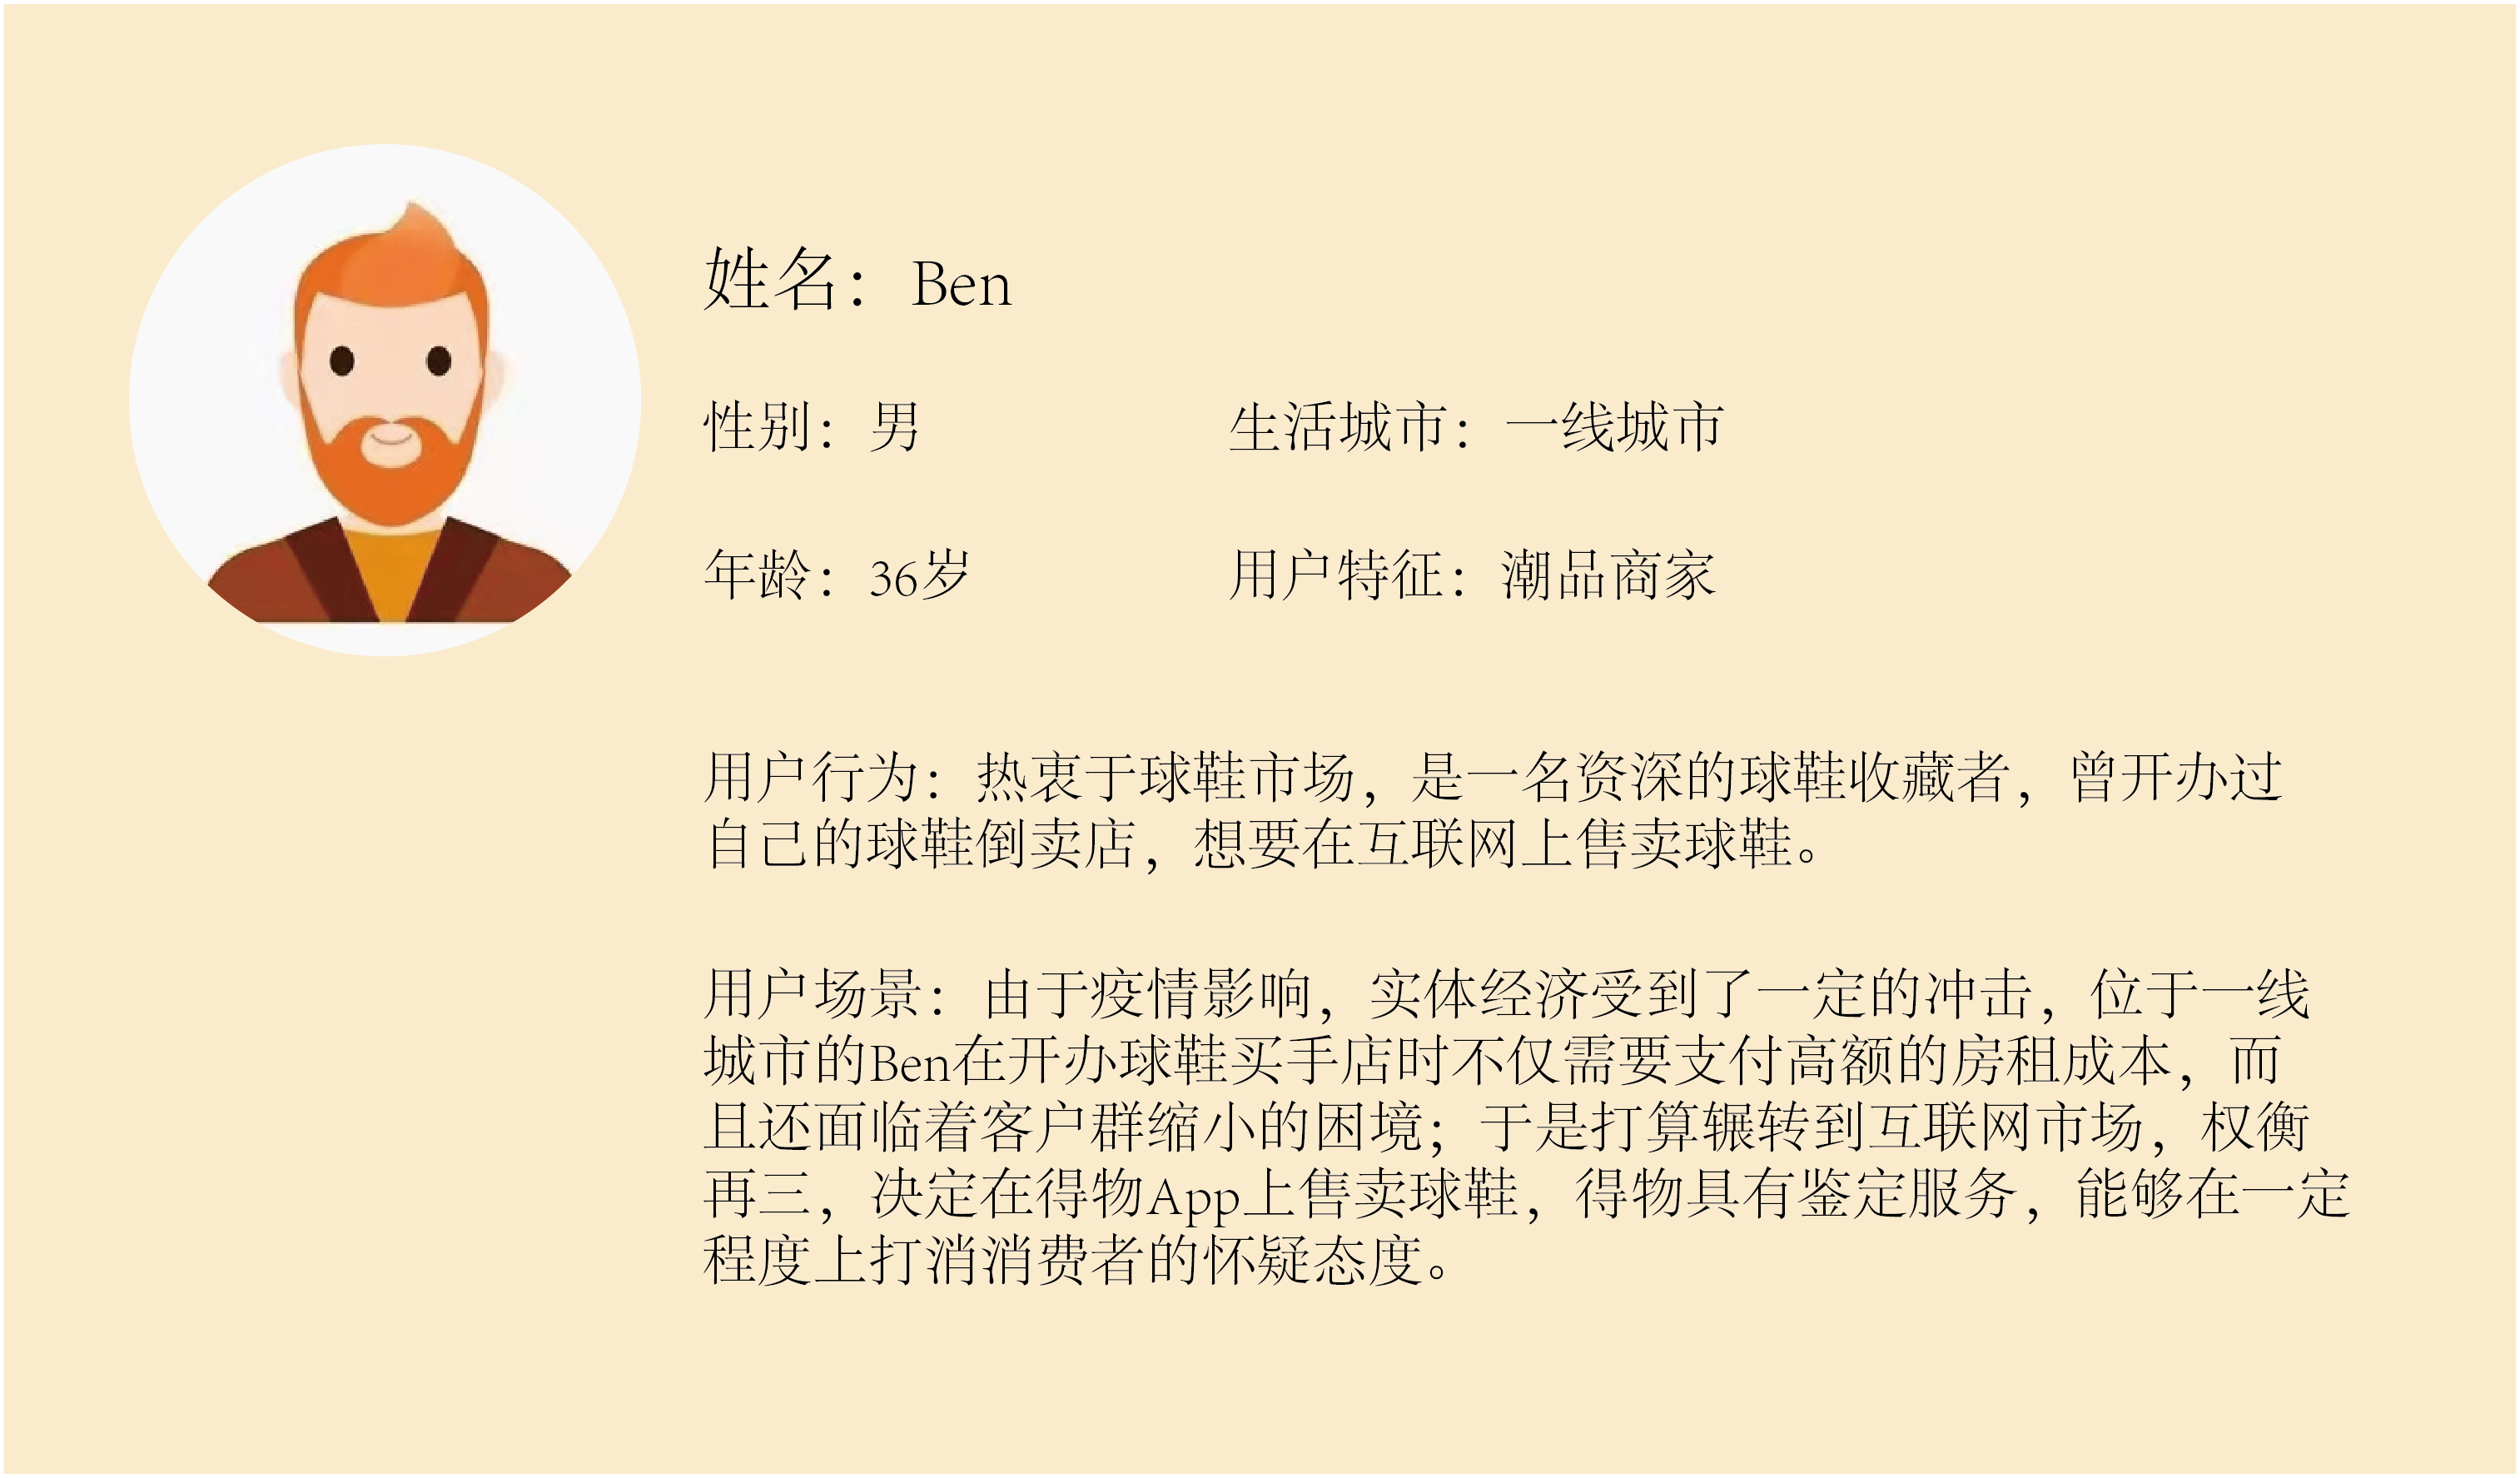 姓名：Ben
性别：男
生活城市：一线城市
年龄：36岁
用户特征：潮品商家
用户行为：热衷于球鞋市场，是一名资深的球鞋收藏者，曾开办过
自己的球鞋倒卖店，想要在互联网上售卖球鞋。
用户场景：由于疫情影响，实体经济受到了一定的冲击，位于一线
城市的Ben在开办球鞋买手店时不仅需要支付高额的房租成本，而
且还面临着客户群缩小的困境；于是打算辗转到互联网市场，权衡
再三，决定在得物App上售卖球鞋，得物具有鉴定服务，能够在一定
程度上打消消费者的怀疑态度。